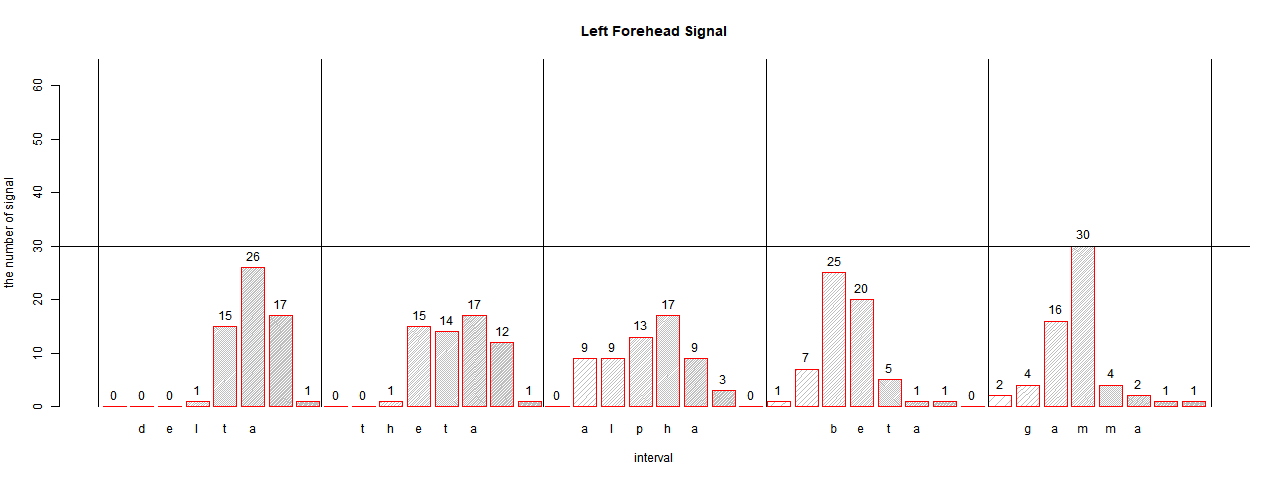 Left Forehead Signal
the number of signal
60
50
40
30
20
10
0
0 0 0 1 15 26 17 1
0 0 1 15 14 17 12 1
0 9 9 13 17 9 3 0
1 7 25 20 5 1 1 0
2 4 16 30 4 2 1 1
d e l t a t h e t a a l p h a b e t a g a m m a
interval